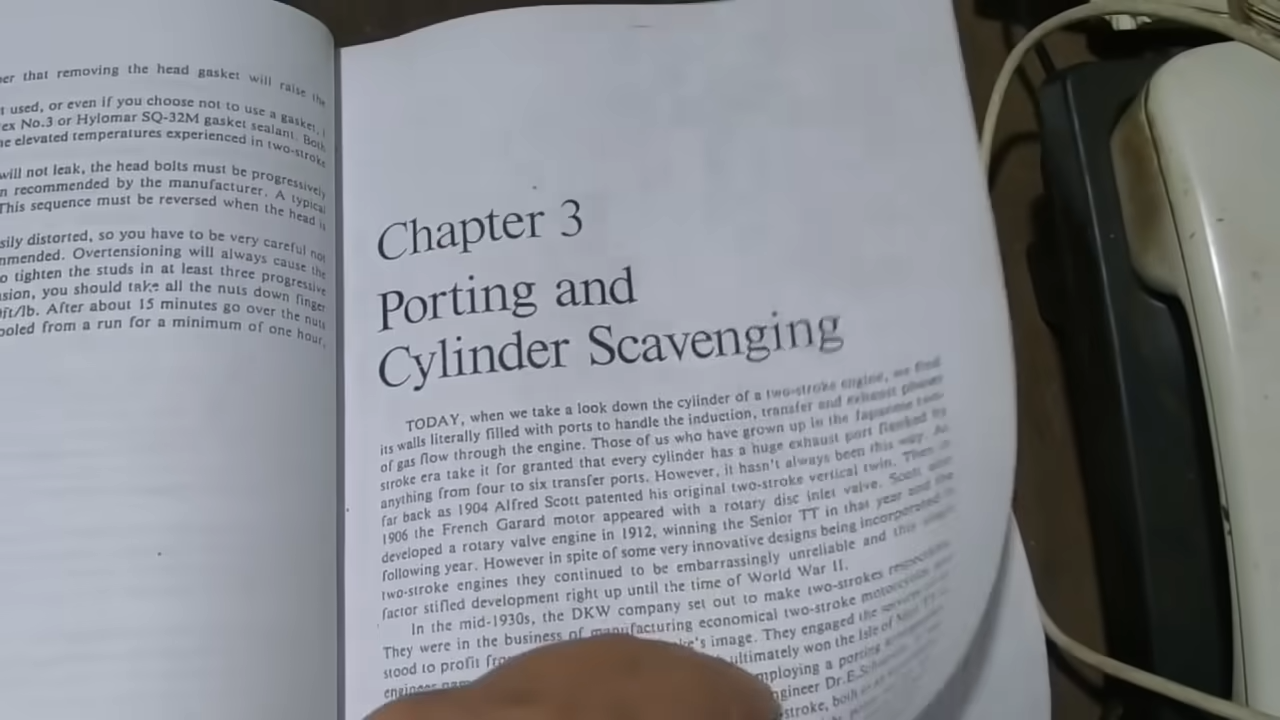 er that removing the head gasket will raise the
t used, or even if you choose not to use a gasket,
ex No.3 or Hylomar SQ-32M gasket sealant. Both
he elevated temperatures experienced in two-stroke
will not leak, the head bolts must be progressively
n recommended by the manufacturer. A typical
This sequence must be reversed when the head is
sily distorted, so you have to be very careful not
mmended. Overtensioning will always cause the
o tighten the studs in at least three progressive
sion, you should take all the nuts down finger
ft/lb. After about 15 minutes go over the nuts
ooled from a run for a minimum of one hour,
Chapter 3
Porting and
Cylinder Scavenging
TODAY, when we take a look down the cylinder of a two-stroke engine, we find
its walls literally filled with ports to handle the induction, transfer and exhaust phases
of gas flow through the engine. Those of us who have grown up in the Japanese two-
stroke era take it for granted that every cylinder has a huge exhaust port flanked by
anything from four to six transfer ports. However, it hasn't always been this way. As
far back as 1904 Alfred Scott patented his original two-stroke vertical twin. Then in
1906 the French Garard motor appeared with a rotary disc inlet valve. Scott also
developed a rotary valve engine in 1912, winning the Senior TT in that year and the
following year. However in spite of some very innovative designs being incorporated in
two-stroke engines they continued to be embarrassingly unreliable and this
factor stifled development right up until the time of World War II.
In the mid-1930s, the DKW company set out to make two-strokes
They were in the business of manufacturing economical two-stroke
stood to profit image. They engaged the
engineer ultimately won the Isle of
mploying a porting
gineer Dr.E.
stroke, both